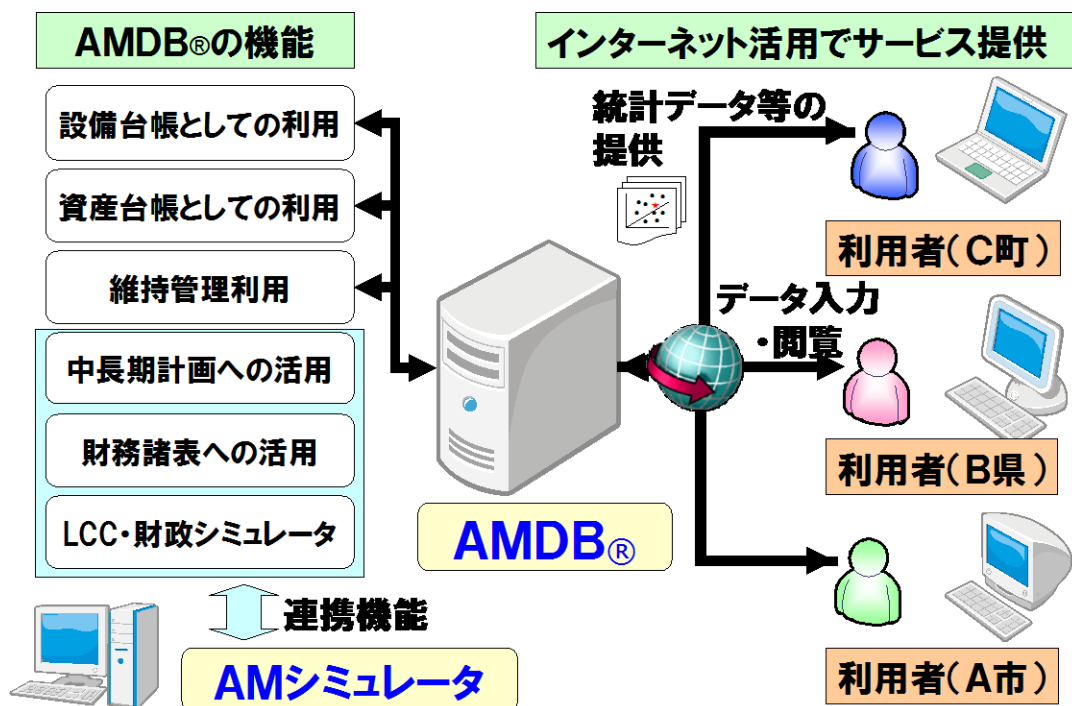 AMDB®の機能
設備台帳としての利用
資産台帳としての利用
維持管理利用
中長期計画への活用
財務諸表への活用
LCC・財政シミュレータ
連携機能
AMシミュレータ
AMDB®
インターネット活用でサービス提供
統計データ等の
提供
利用者(C町)
データ入力
・閲覧
利用者(B県)
利用者(A市)